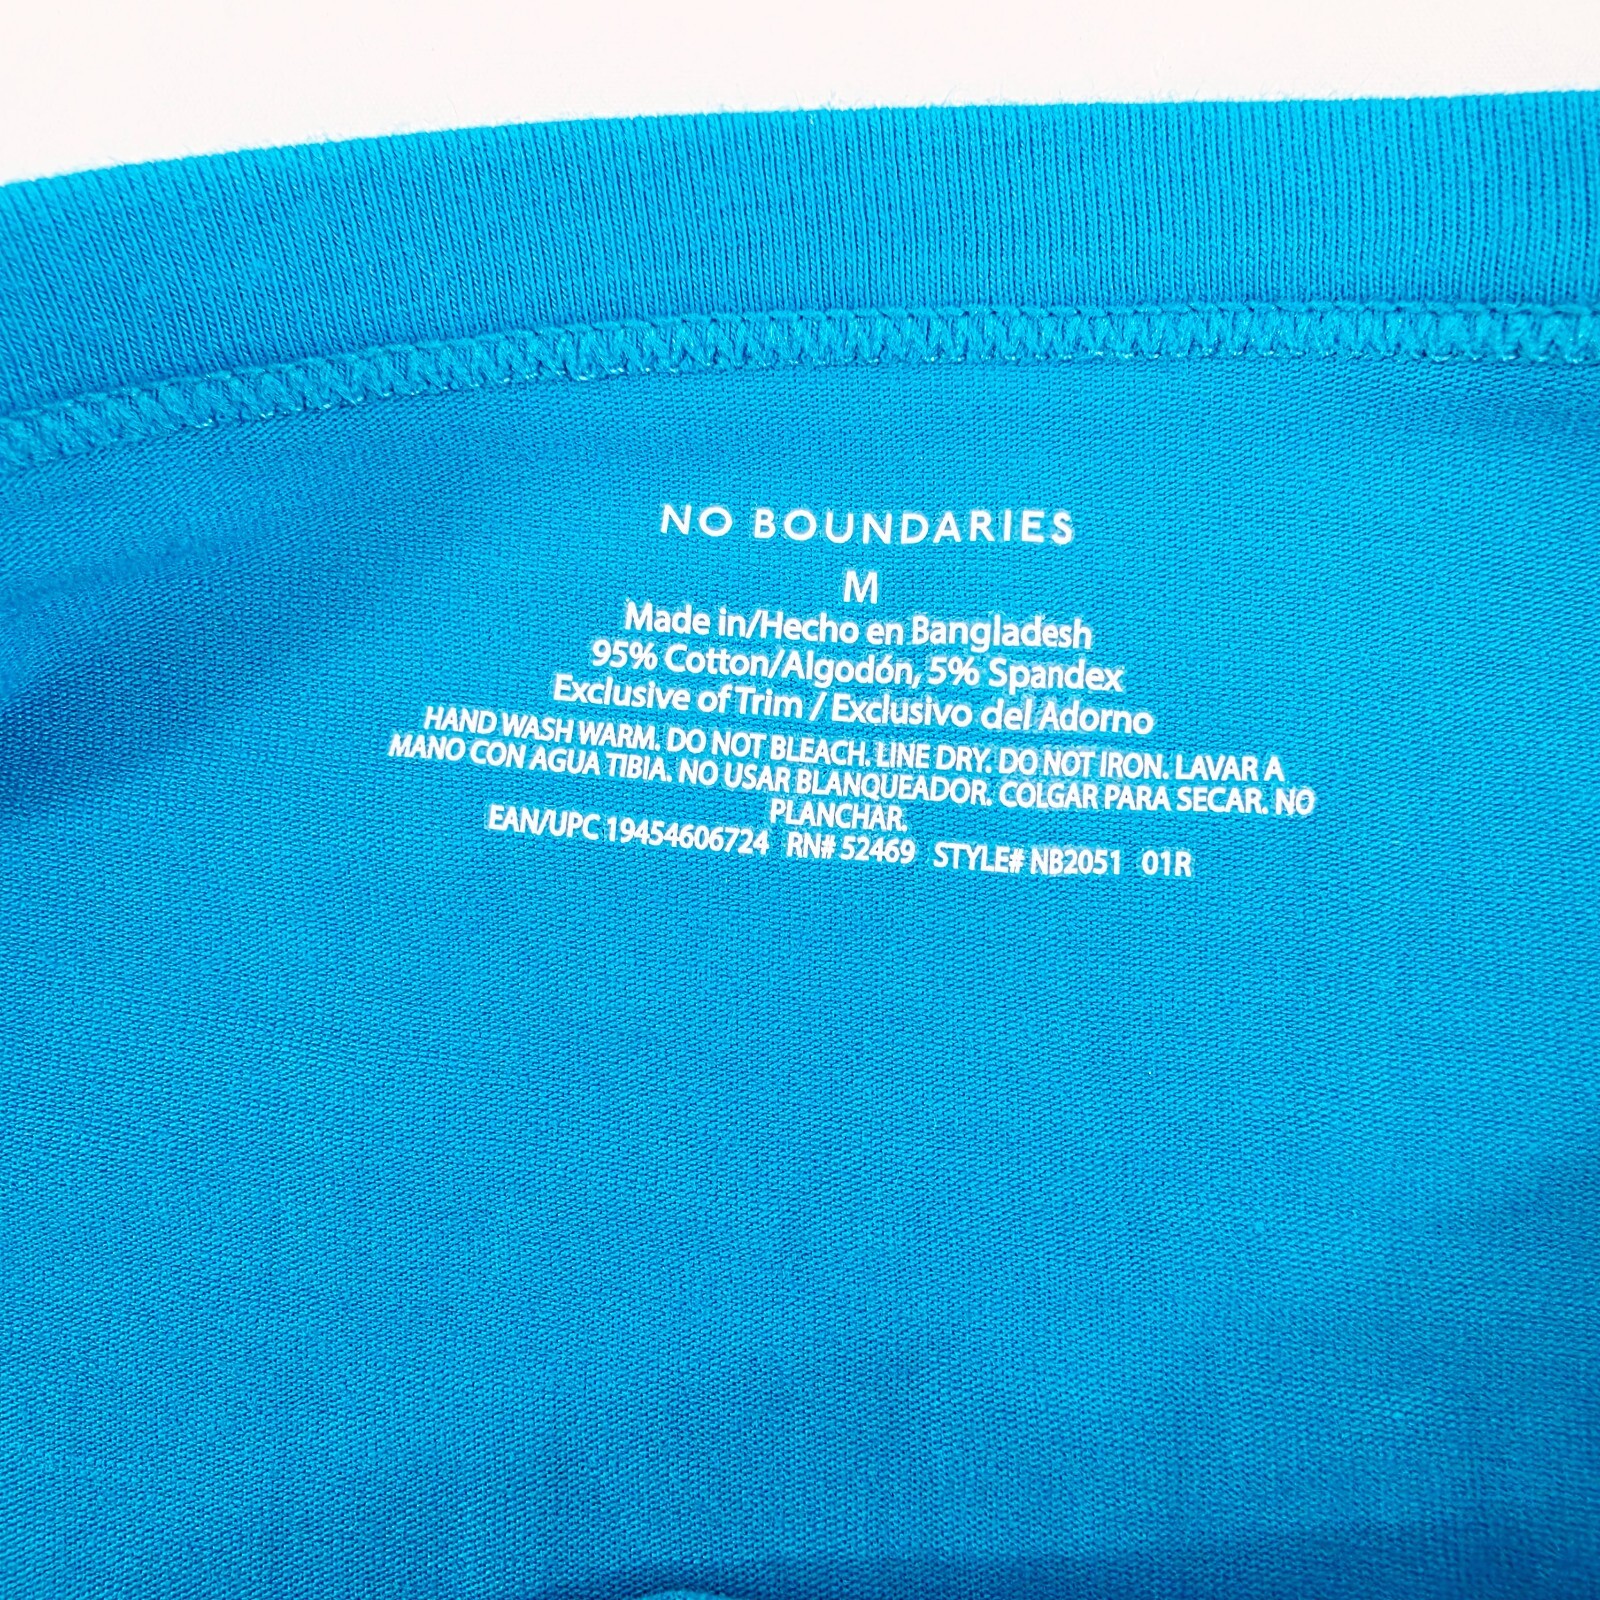 NO BOUNDARIES
M
Made in/Hecho en Bangladesh
95% Cotton/Algodón, 5% Spandex
Exclusive of Trim / Exclusivo del Adorno
HAND WASH WARM. DO NOT BLEACH. LINE DRY. DO NOT IRON. LAVAR A
MANO CON AGUA TIBIA. NO USAR BLANQUEADOR. COLGAR PARA SECAR. NO
PLANCHAR.
EAN/UPC 19454606724 RN# 52469 STYLE# NB2051 01R